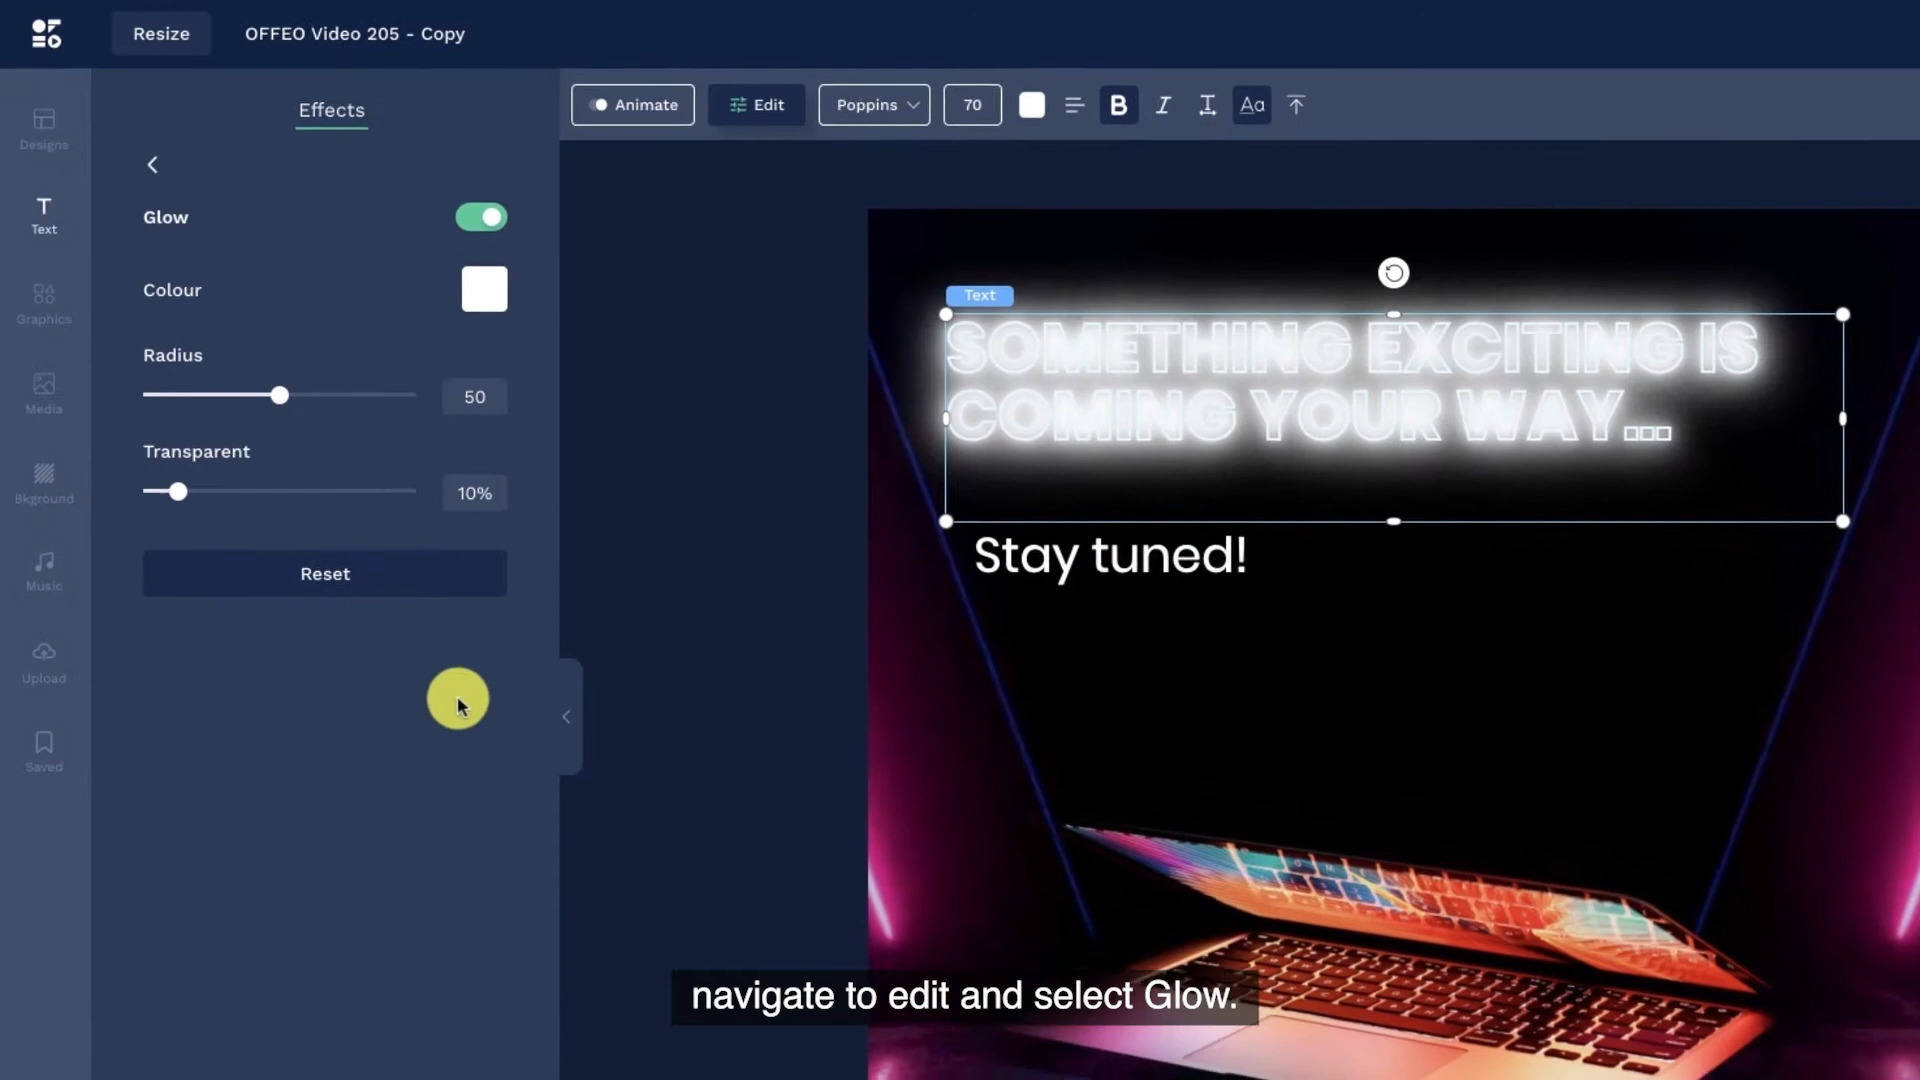 Resize
OFFEO Video 205 - Copy
Designs
Text
Graphics
Media
Bkground
Music
Upload
Saved
Effects
Glow
Colour
Radius
50
Transparent
10%
Reset
Animate
Edit
Poppins
70
B
I
T
Aa
Text
SOMETHING EXCITING IS
COMING YOUR WAY...
Stay tuned!
navigate to edit and select Glow.